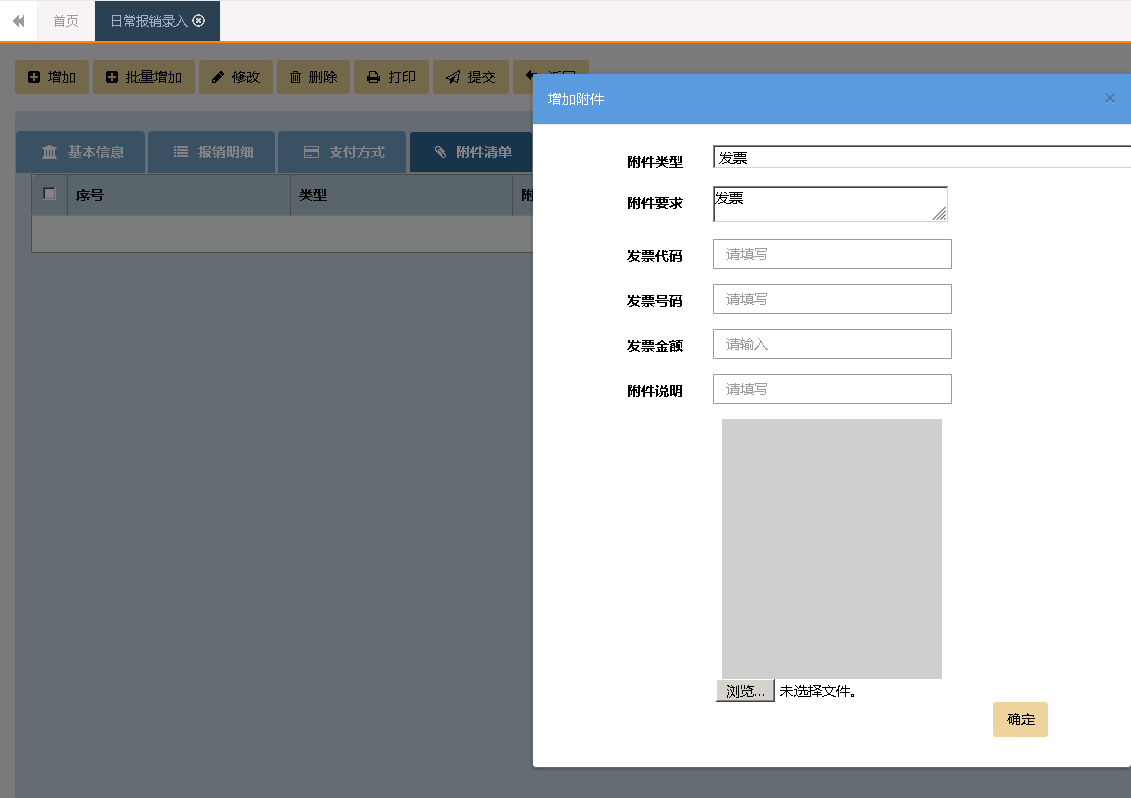 首页 日常报销录入
增加 批量增加 修改 删除 打印 提交
增加附件 ×
基本信息 报销明细 支付方式 附件清单
序号 类型 附
附件类型 发票
附件要求 发票
发票代码 请填写
发票号码 请填写
发票金额 请输入
附件说明 请填写
浏览... 未选择文件。
确定